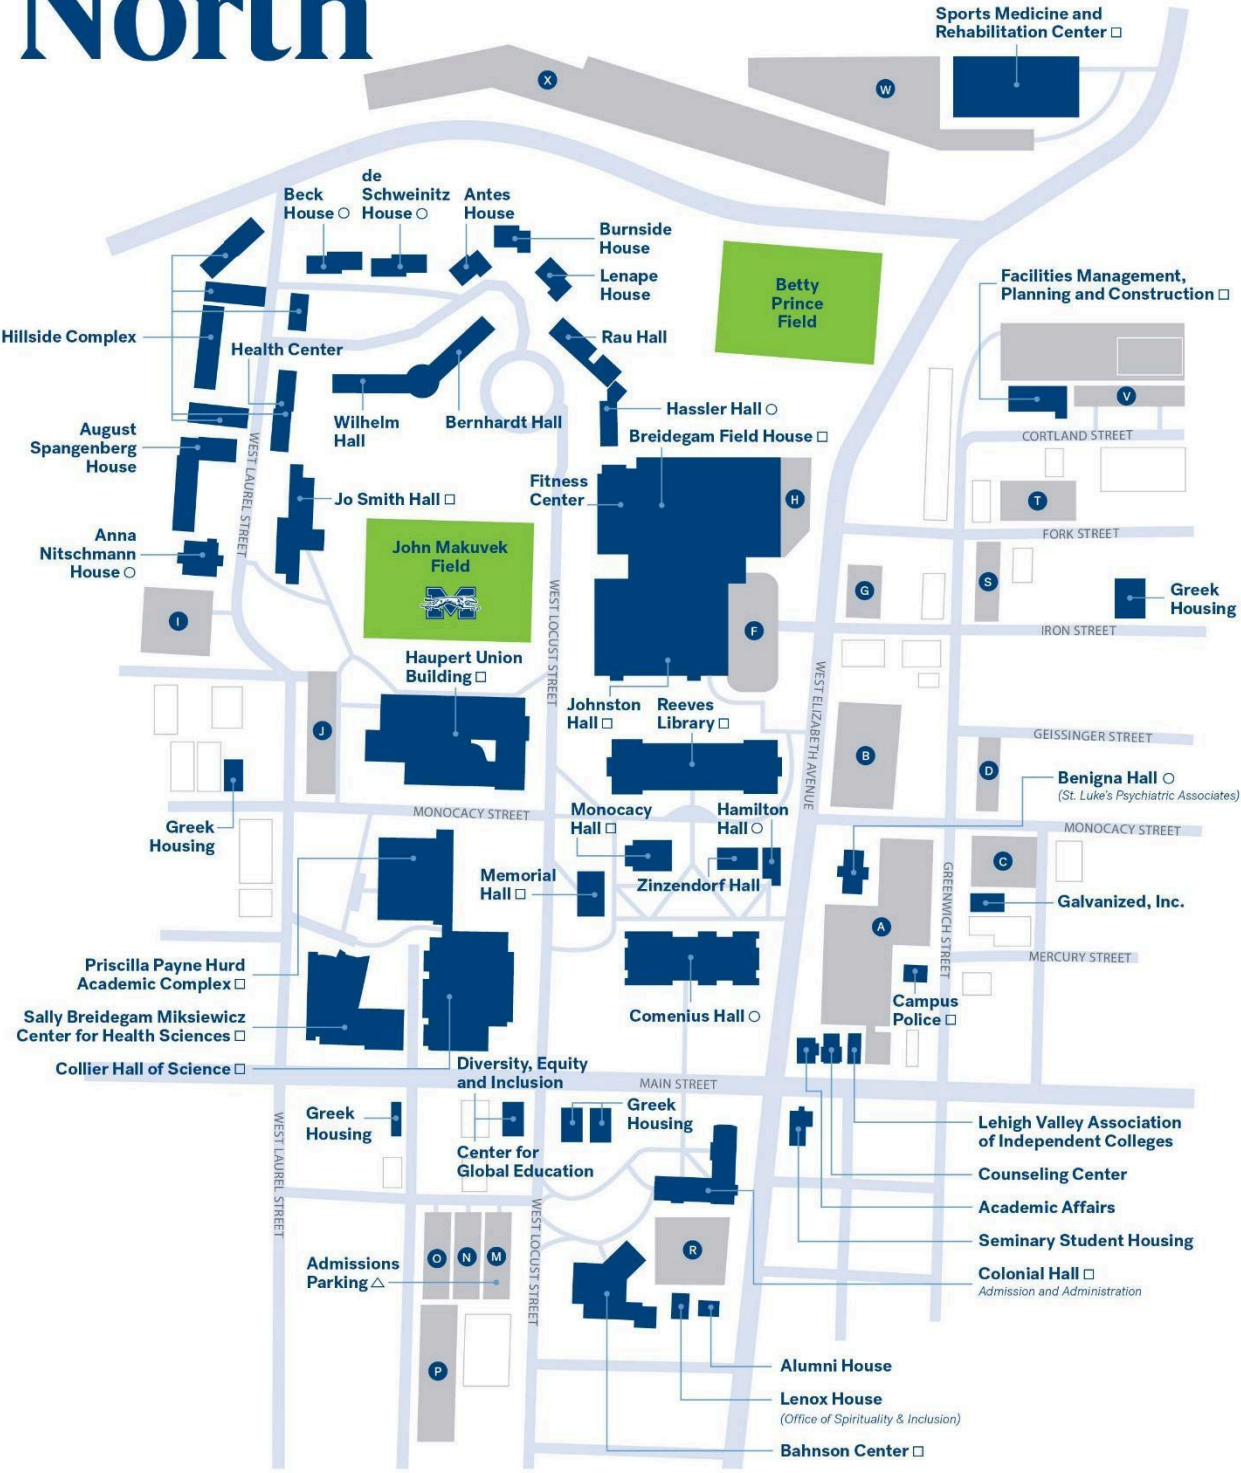 North
Sports Medicine and
Rehabilitation Center □
X
W
Beck
House ○
de
Schweinitz
House ○
Antes
House
Burnside
House
Lenape
House
Betty
Prince
Field
Facilities Management,
Planning and Construction □
Hillside Complex
Health Center
Rau Hall
Wilhelm
Hall
Bernhardt Hall
Hassler Hall ○
Breidegam Field House □
V
CORTLAND STREET
August
Spangenberg
House
WEST LAUREL STREET
Jo Smith Hall □
Fitness
Center
H
T
FORK STREET
Anna
Nitschmann
House ○
John Makuvek
Field
M
WEST LOCUST STREET
G
S
Greek
Housing
I
F
IRON STREET
Haupert Union
Building □
Johnston
Hall □
Reeves
Library □
WEST ELIZABETH AVENUE
J
B
GEISSINGER STREET
D
Benigna Hall ○
(St. Luke's Psychiatric Associates)
Greek
Housing
MONOCACY STREET
Monocacy
Hall □
Hamilton
Hall ○
MONOCACY STREET
Memorial
Hall □
Zinzendorf Hall
C
GREENWICH STREET
Galvanized, Inc.
A
Priscilla Payne Hurd
Academic Complex □
MERCURY STREET
Campus
Police □
Sally Breidegam Miksiewicz
Center for Health Sciences □
Comenius Hall ○
Collier Hall of Science □
Diversity, Equity
and Inclusion
MAIN STREET
Greek
Housing
Greek
Housing
WEST LAUREL STREET
Center for
Global Education
Lehigh Valley Association
of Independent Colleges
Counseling Center
Academic Affairs
WEST LOCUST STREET
Seminary Student Housing
Admissions
Parking △
O
N
M
R
Colonial Hall □
Admission and Administration
P
Alumni House
Lenox House
(Office of Spirituality & Inclusion)
Bahnson Center □